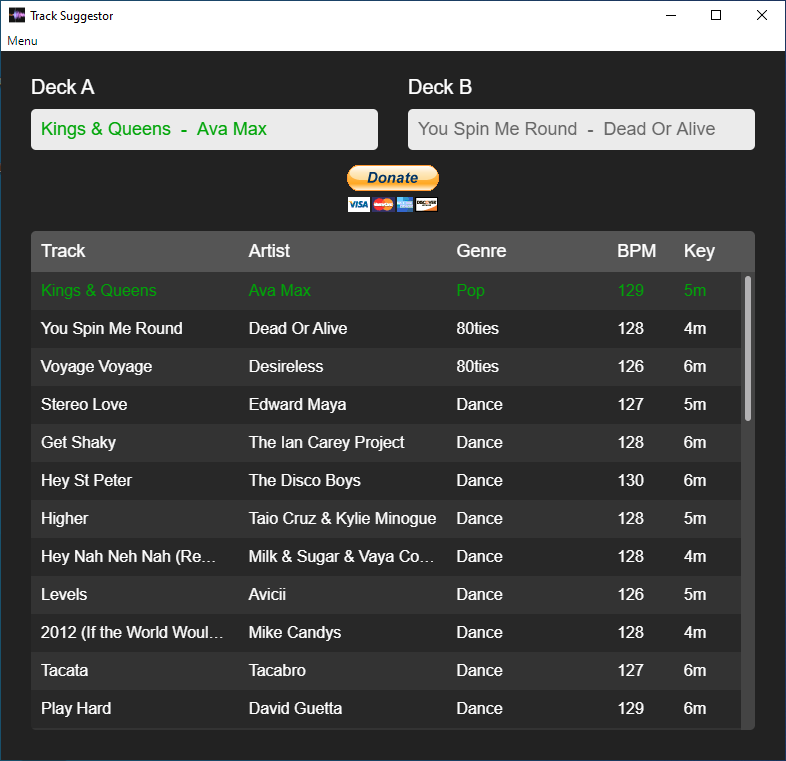 Track Suggestor
Menu
Deck A Deck B
Kings & Queens - Ava Max You Spin Me Round - Dead Or Alive
Donate
VISA MasterCard AMERICAN EXPRESS DISCOVER
Track Artist Genre BPM Key
Kings & Queens Ava Max Pop 129 5m
You Spin Me Round Dead Or Alive 80ties 128 4m
Voyage Voyage Desireless 80ties 126 6m
Stereo Love Edward Maya Dance 127 5m
Get Shaky The Ian Carey Project Dance 128 6m
Hey St Peter The Disco Boys Dance 130 6m
Higher Taio Cruz & Kylie Minogue Dance 128 5m
Hey Nah Neh Nah (Re… Milk & Sugar & Vaya Co… Dance 128 4m
Levels Avicii Dance 126 5m
2012 (If the World Woul… Mike Candys Dance 128 4m
Tacata Tacabro Dance 127 6m
Play Hard David Guetta Dance 129 6m